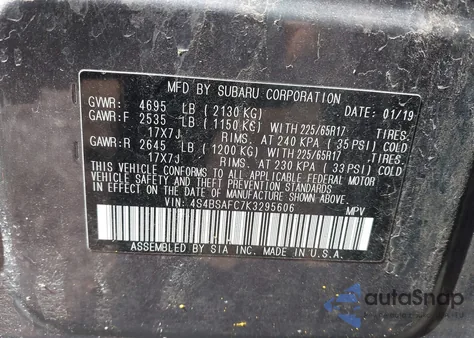 MFD BY SUBARU CORPORATION
GVWR: 4695 LB (2130 KG) DATE: 01/19
GAWR:F 2535 LB (1150 KG) WITH 225/65R17 TIRES,
17X7J RIMS, AT 240 KPA (35 PSI) COLD
GAWR:R 2645 LB (1200 KG) WITH 225/65R17 TIRES,
17X7J RIMS, AT 230 KPA (33 PSI) COLD
THIS VEHICLE CONFORMS TO ALL APPLICABLE FEDERAL MOTOR
VEHICLE SAFETY AND THEFT PREVENTION STANDARDS IN
EFFECT ON THE DATE OF MANUFACTURE SHOWN ABOVE.
VIN: 4S4BSAFC7K3295606 MPV
ASSEMBLED BY SIA INC. IN U.S.A.
autoSnap